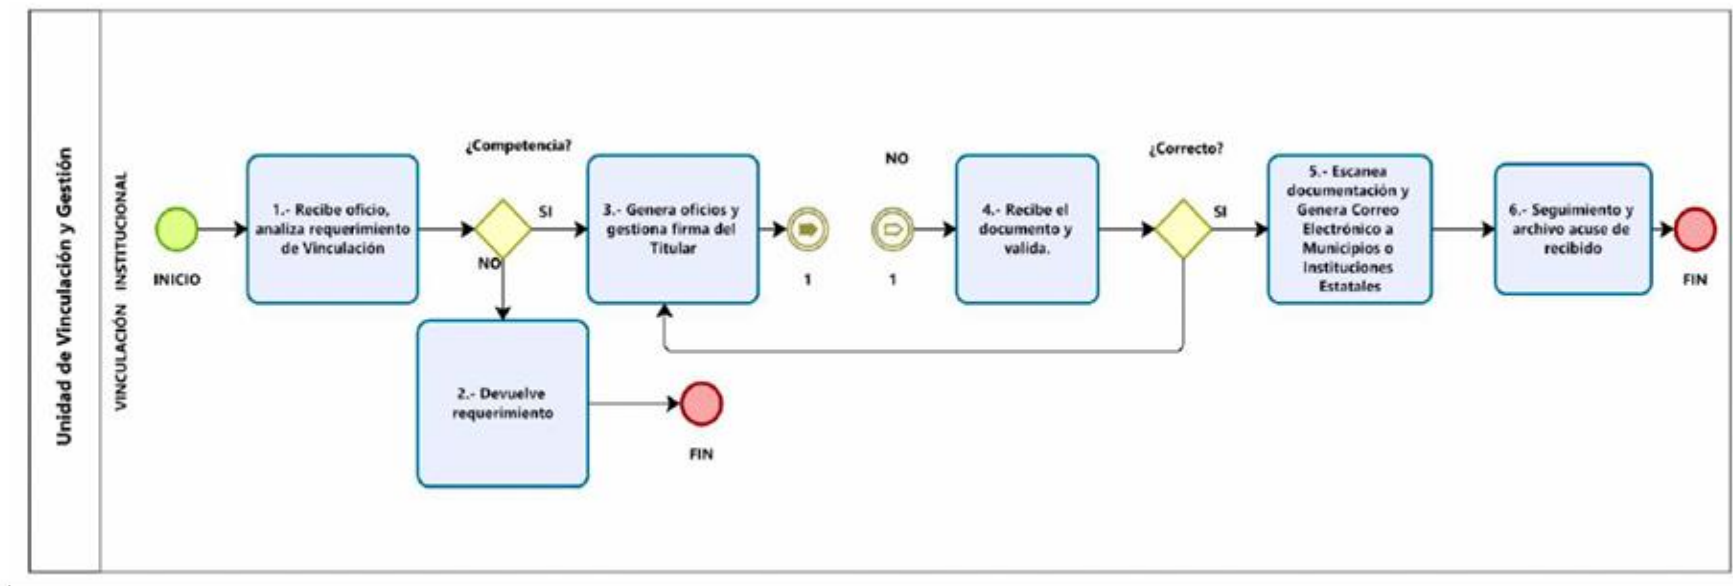 Unidad de Vinculación y Gestión
VINCULACIÓN INSTITUCIONAL
INICIO
1.- Recibe oficio,
analiza requerimiento
de Vinculación
¿Competencia?
SI
NO
2.- Devuelve
requerimiento
FIN
3.- Genera oficios y
gestiona firma del
Titular
1
NO
1
4.- Recibe el
documento y
valida.
¿Correcto?
SI
5.- Escanea
documentación y
Genera Correo
Electrónico a
Municipios o
Instituciones
Estatales
6.- Seguimiento y
archivo acuse de
recibido
FIN